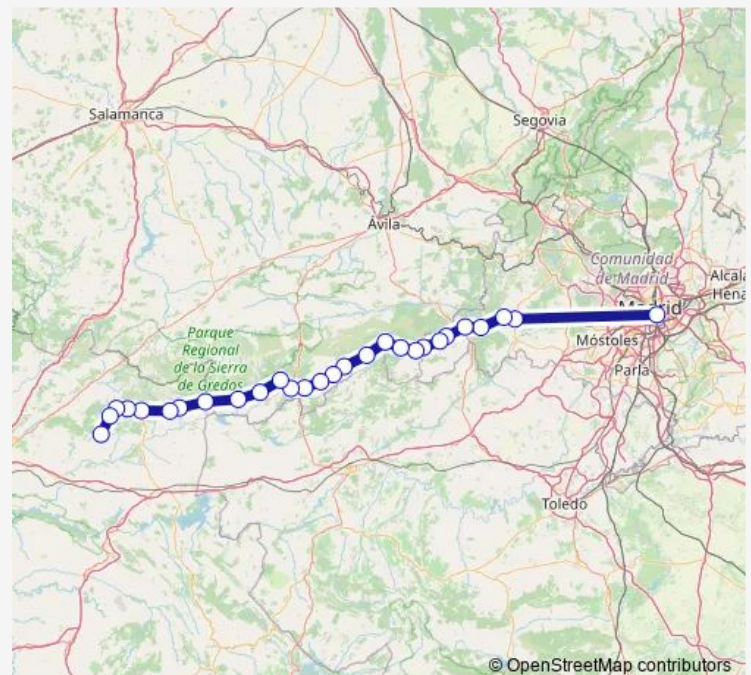 Salamanca
Segovia
Ávila
Comunidad
de Madrid
Alcalá
Hena
Madrid
Móstoles
Parque
Regional
de la Sierra
de Gredos
Parla
Toledo
© OpenStreetMap contributors